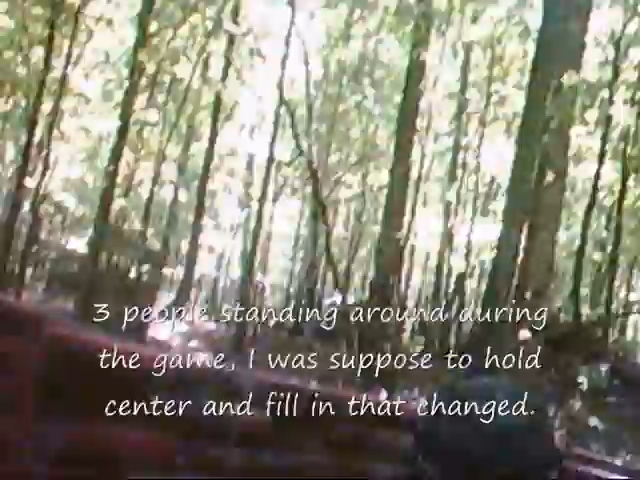 3 people standing around during
the game, I was suppose to hold
center and fill in that changed.